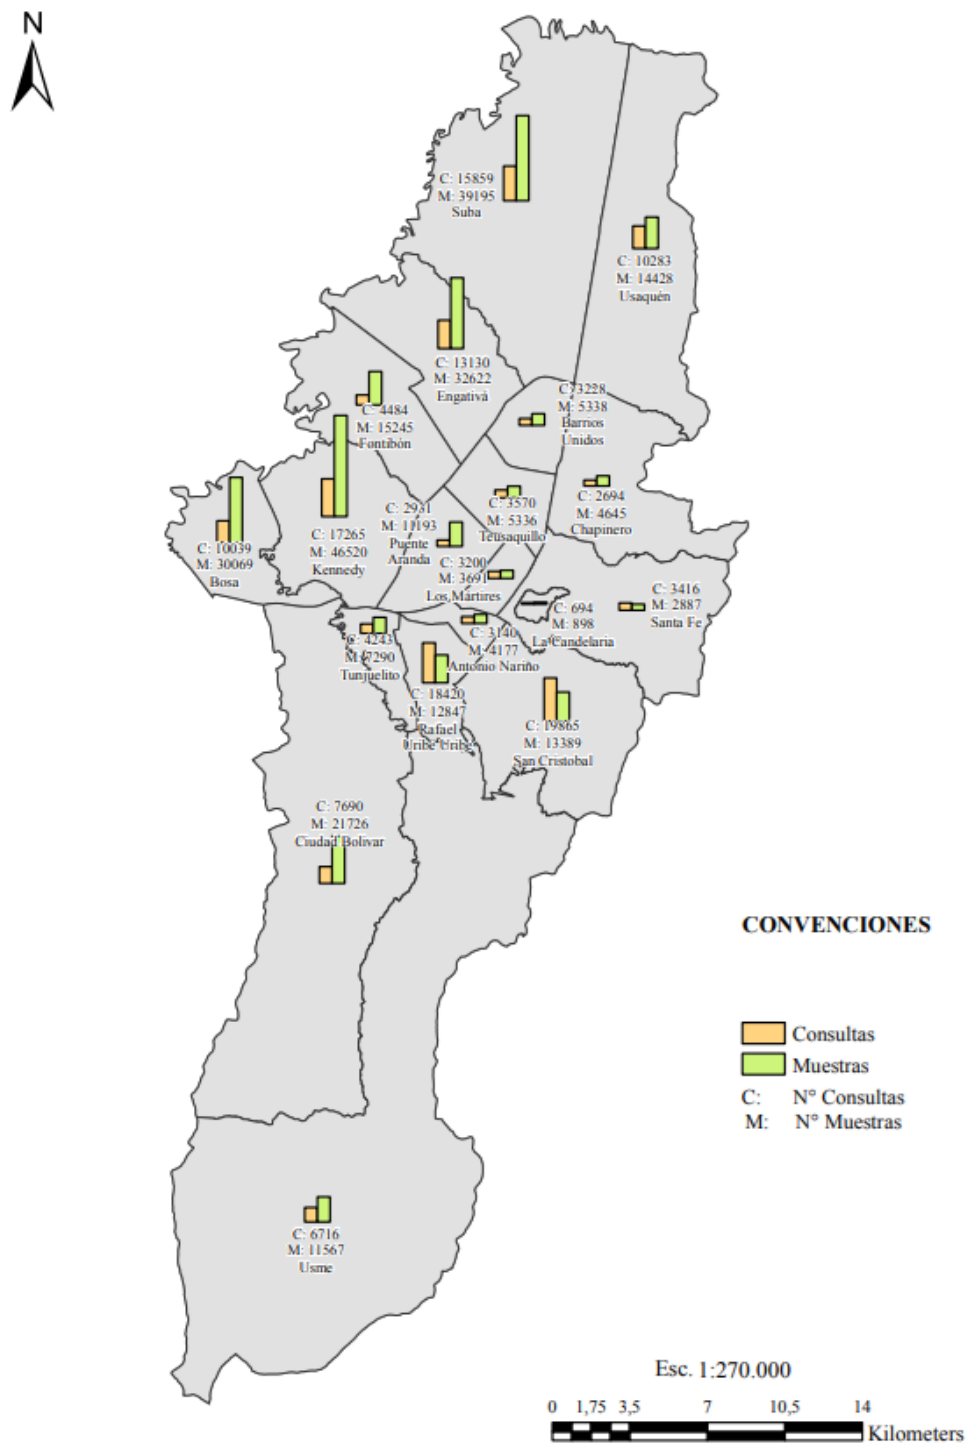 N
C: 15859
M: 39195
Suba
C: 10283
M: 14428
Usaquén
C: 13130
M: 32622
Engativá
C: 3228
M: 5338
Barrios
Unidos
C: 4484
M: 15245
Fontibón
C: 2694
M: 4645
Chapinero
C: 3570
M: 5336
Teusaquillo
C: 2931
M: 11193
Puente
Aranda
C: 17265
M: 46520
Kennedy
C: 10039
M: 30069
Bosa
C: 3200
M: 3691
Los Mártires
C: 3416
M: 2887
Santa Fe
C: 694
M: 898
La Candelaria
C: 4243
M: 7290
Tunjuelito
C: 3140
M: 4177
Antonio Nariño
C: 18420
M: 12847
Rafael
Uribe Uribe
C: 19865
M: 13389
San Cristobal
C: 7690
M: 21726
Ciudad Bolivar
C: 6716
M: 11567
Usme
CONVENCIONES
Consultas
Muestras
C: N° Consultas
M: N° Muestras
Esc. 1:270.000
0 1,75 3,5 7 10,5 14
Kilometers